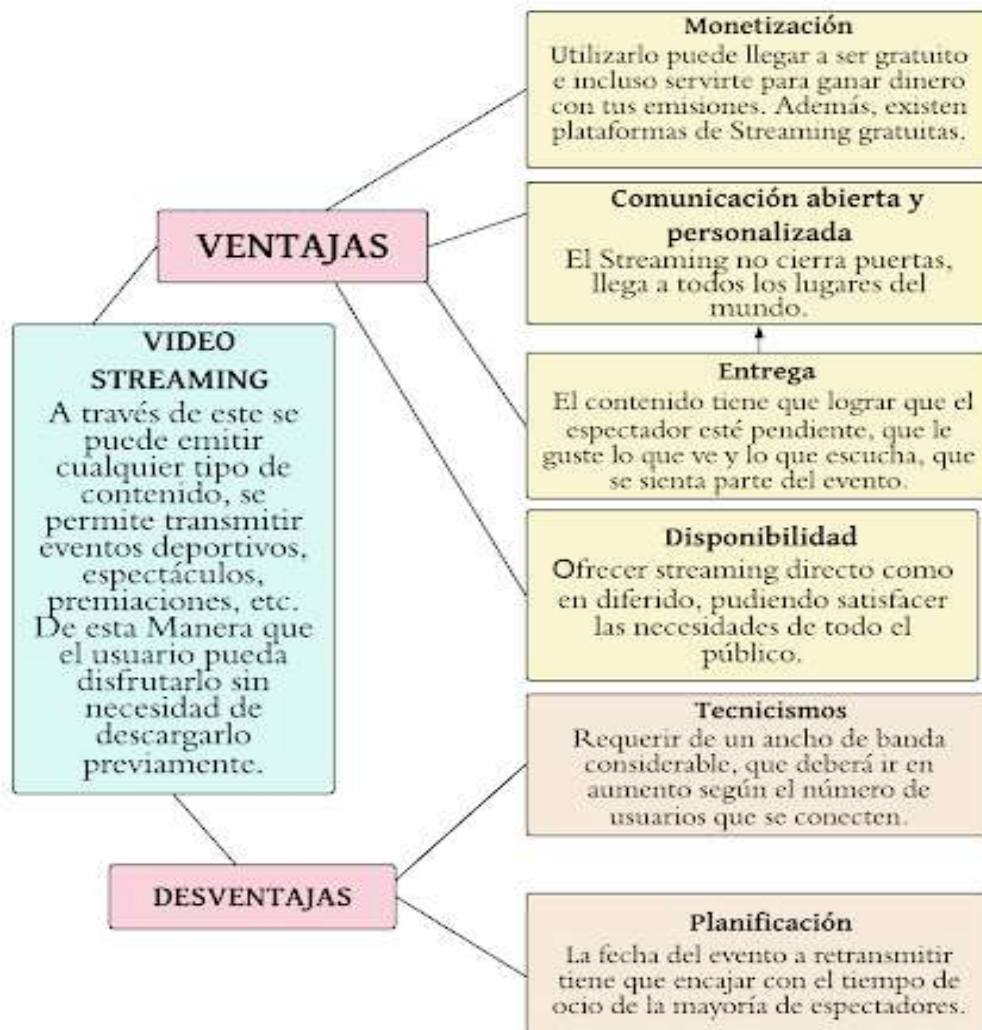 VIDEO
STREAMING
A través de este se
puede emitir
cualquier tipo de
contenido, se
permite transmitir
eventos deportivos,
espectáculos,
premiaciones, etc.
De esta Manera que
el usuario pueda
disfrutarlo sin
necesidad de
descargarlo
previamente.
VENTAJAS
Monetización
Utilizarlo puede llegar a ser gratuito
e incluso servirte para ganar dinero
con tus emisiones. Además, existen
plataformas de Streaming gratuitas.
Comunicación abierta y
personalizada
El Streaming no cierra puertas,
llega a todos los lugares del
mundo.
Entrega
El contenido tiene que lograr que el
espectador esté pendiente, que le
guste lo que ve y lo que escucha, que
se sienta parte del evento.
Disponibilidad
Ofrecer streaming directo como
en diferido, pudiendo satisfacer
las necesidades de todo el
público.
DESVENTAJAS
Tecnicismos
Requerir de un ancho de banda
considerable, que deberá ir en
aumento según el número de
usuarios que se conecten.
Planificación
La fecha del evento a retransmitir
tiene que encajar con el tiempo de
ocio de la mayoría de espectadores.